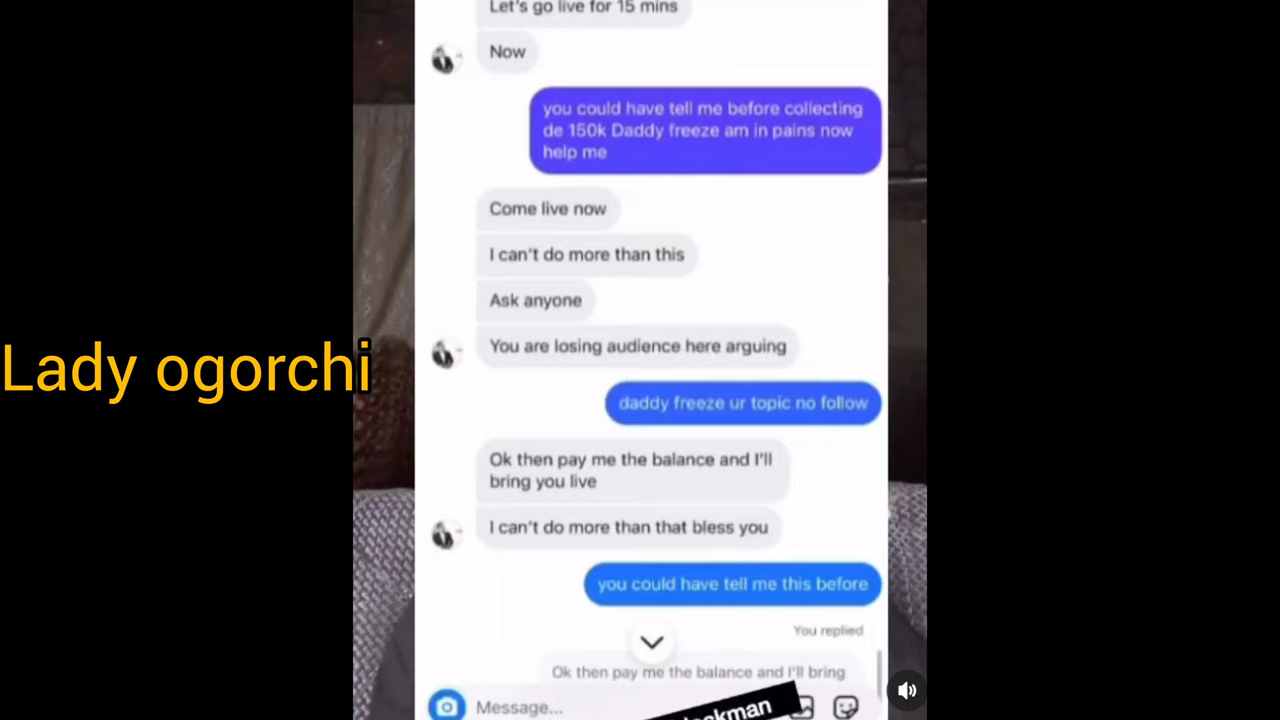 Let's go live for 15 mins
Now
you could have tell me before collecting
de 150k Daddy freeze am in pains now
help me
Come live now
I can't do more than this
Ask anyone
You are losing audience here arguing
Lady ogorchi
daddy freeze ur topic no follow
Ok then pay me the balance and I'll
bring you live
I can't do more than that bless you
you could have tell me this before
You replied
Ok then pay me the balance and I'll bring
Message...